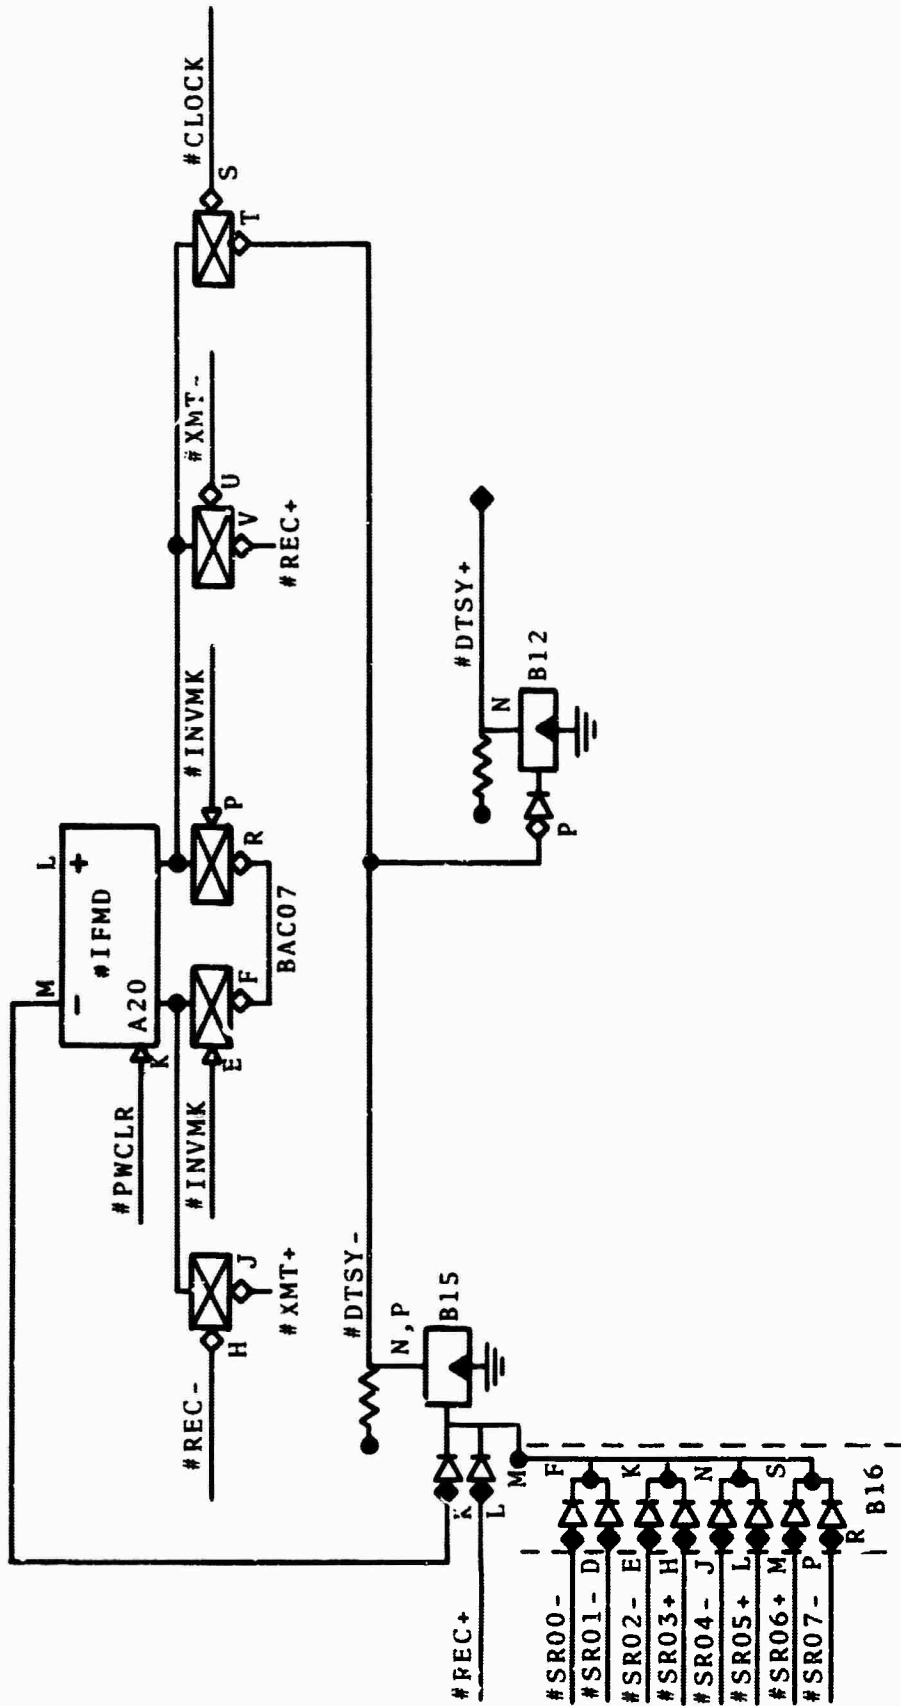 M
L
-
+
#IFMD
A20
K
#PWCLR
#REC-
H
J
#XMT+
#INVMK
E
F
BAC07
R
P
#INVMK
#XMT-
U
V
#REC+
#CLOCK
S
T
#DTSY-
N,P
B15
K
L
M
#REC+
#DTSY+
N
B12
P
#SR00-
#SR01- D
#SR02- E
#SR03+ H
#SR04- J
#SR05+ L
#SR06+ M
#SR07- P
F
K
N
S
R
B16